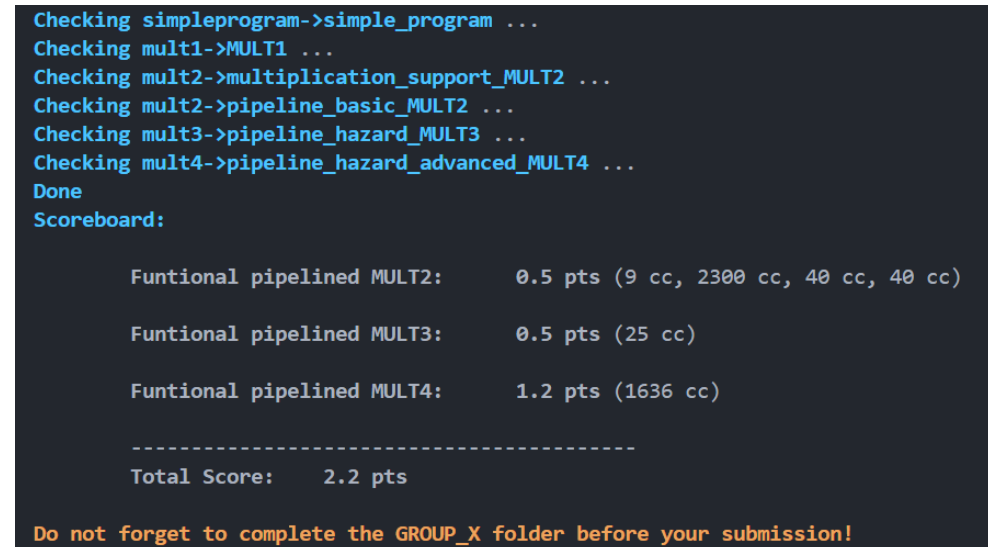 Checking simpleprogram->simple_program ...
Checking mult1->MULT1 ...
Checking mult2->multiplication_support_MULT2 ...
Checking mult2->pipeline_basic_MULT2 ...
Checking mult3->pipeline_hazard_MULT3 ...
Checking mult4->pipeline_hazard_advanced_MULT4 ...
Done
Scoreboard:
Funtional pipelined MULT2: 0.5 pts (9 cc, 2300 cc, 40 cc, 40 cc)
Funtional pipelined MULT3: 0.5 pts (25 cc)
Funtional pipelined MULT4: 1.2 pts (1636 cc)
------------------------------------------
Total Score: 2.2 pts
Do not forget to complete the GROUP_X folder before your submission!